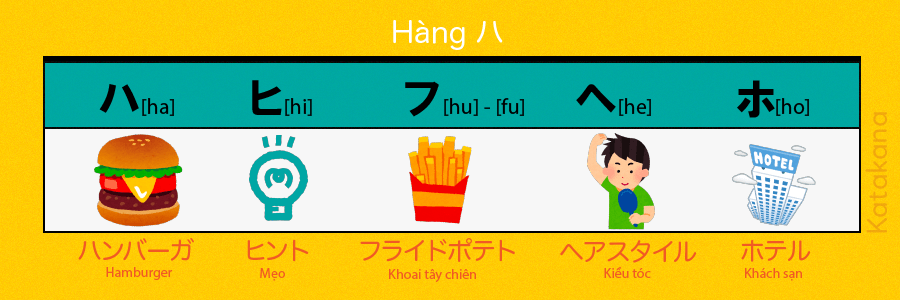 Hàng ハ
ハ[ha] ヒ[hi] フ[hu] - [fu] ヘ[he] ホ[ho]
HOTEL
ハンバーガ ヒント フライドポテト ヘアスタイル ホテル
Hamburger Mẹo Khoai tây chiên Kiểu tóc Khách sạn
Katakana